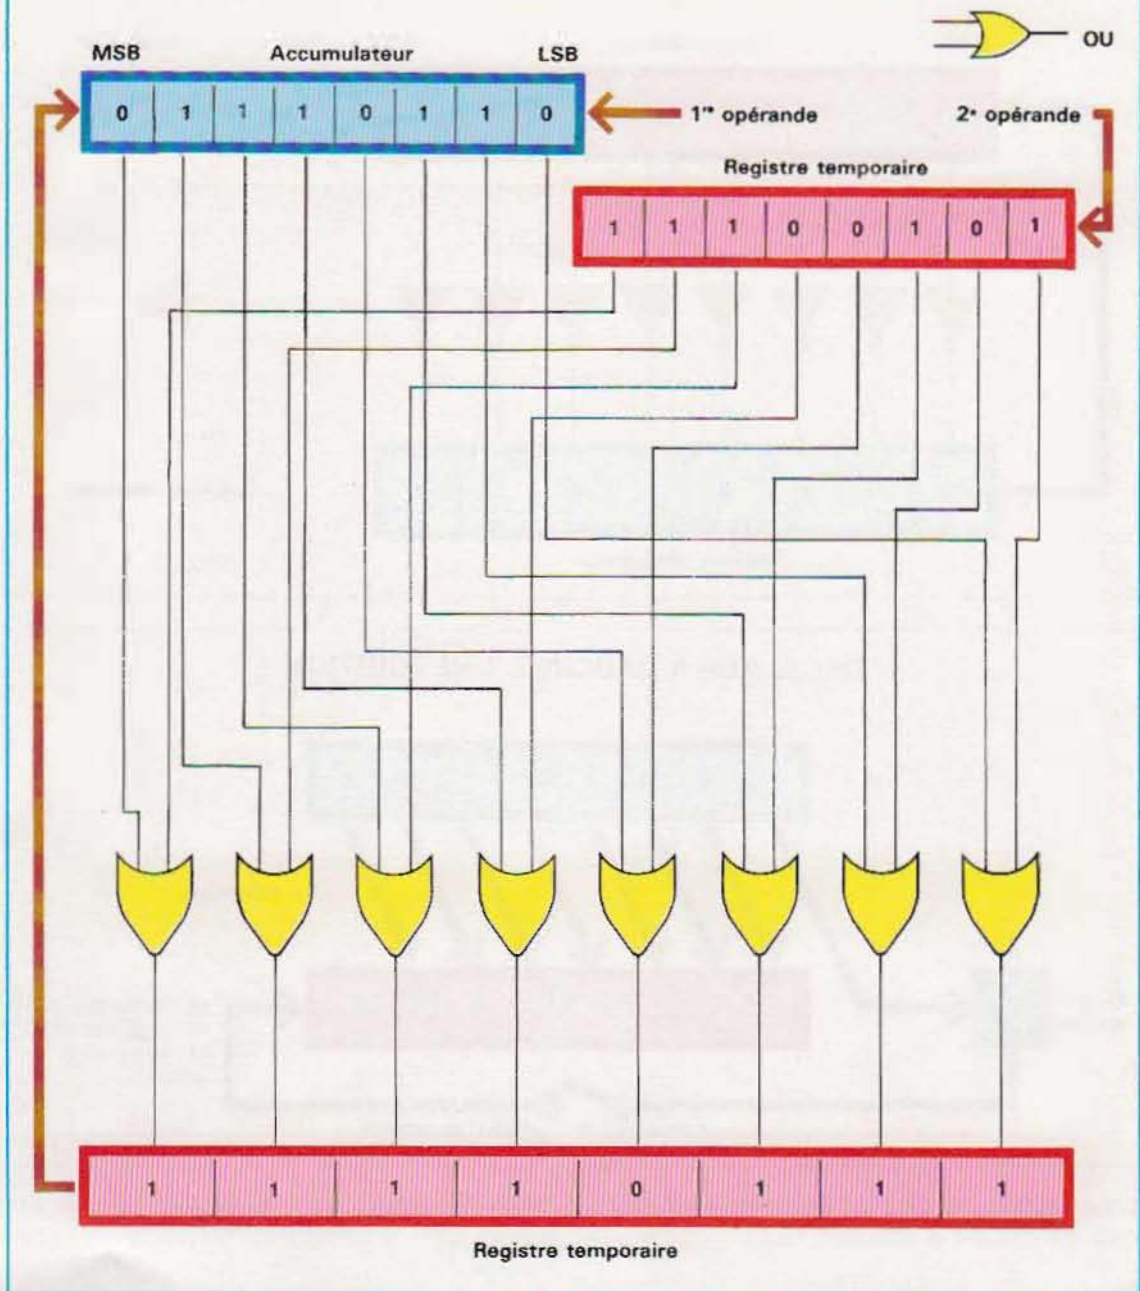 OU
MSB Accumulateur LSB
0 1 1 1 0 1 1 0
1re opérande 2e opérande
Registre temporaire
1 1 1 0 0 1 0 1
1 1 1 1 0 1 1 1
Registre temporaire